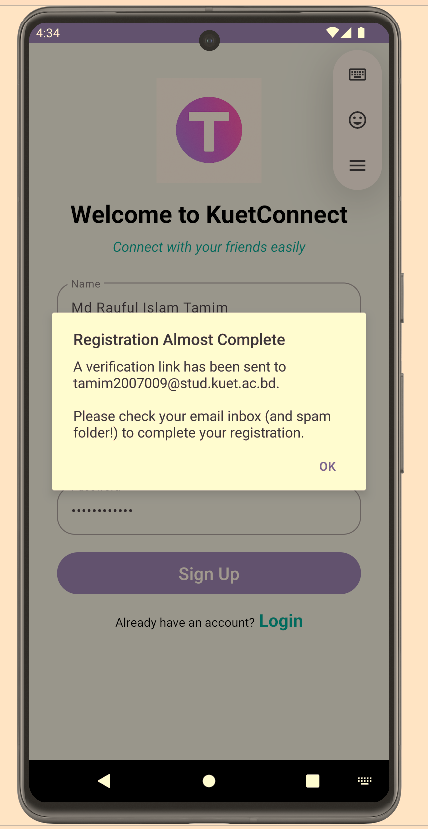 4:34
T
Welcome to KuetConnect
Connect with your friends easily
Name
Md Rauful Islam Tamim
Registration Almost Complete
A verification link has been sent to
tamim2007009@stud.kuet.ac.bd.
Please check your email inbox (and spam
folder!) to complete your registration.
OK
••••••••••••
Sign Up
Already have an account? Login